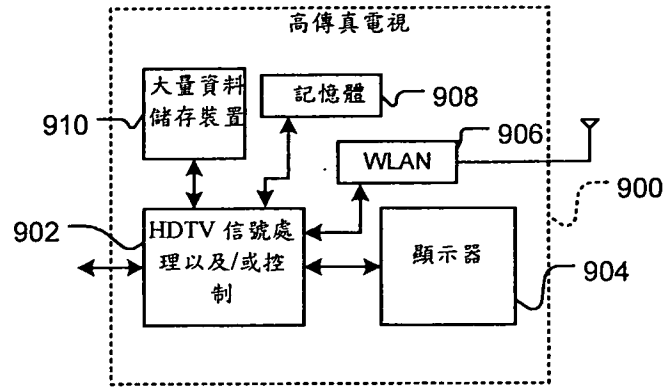 高傳真電視
大量資料
儲存裝置
910
記憶體
908
WLAN
906
900
902
HDTV 信號處
理以及/或控
制
顯示器
904